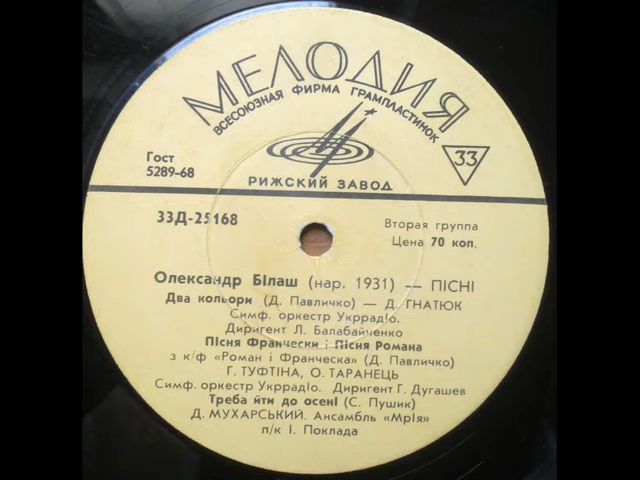 МЕЛОДИЯ
ВСЕСОЮЗНАЯ ФИРМА ГРАМПЛАСТИНОК
Гост
5289-68
33
РИЖСКИЙ ЗАВОД
33Д-25168
Вторая группа
Цена 70 коп.
Олександр Білаш (нар. 1931) — ПІСНІ
Два кольори (Д. Павличко) — Д. ГНАТЮК
Симф. оркестр Укррадіо.
Диригент Л. Балабайченко
Пісня Франчески і Пісня Романа
з к/ф «Роман і Франческа» (Д. Павличко)
Г. ТУФТІНА, О. ТАРАНЕЦЬ
Симф. оркестр Укррадіо. Диригент Г. Дугашев
Треба йти до осені (С. Пушик)
Д. МУХАРСЬКИЙ. Ансамбль «Мрія»
п/к І. Поклада